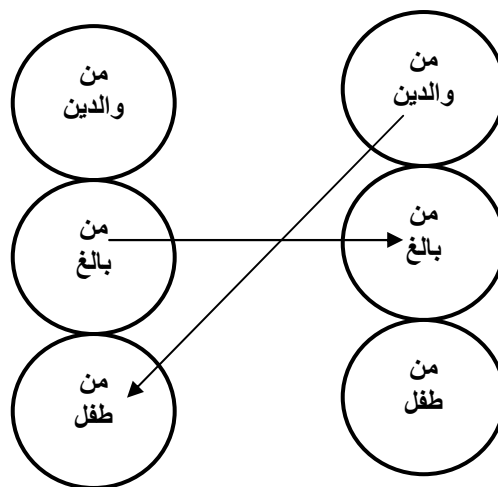 من
والدين
من
والدين
من
بالغ
من
بالغ
من
طفل
من
طفل